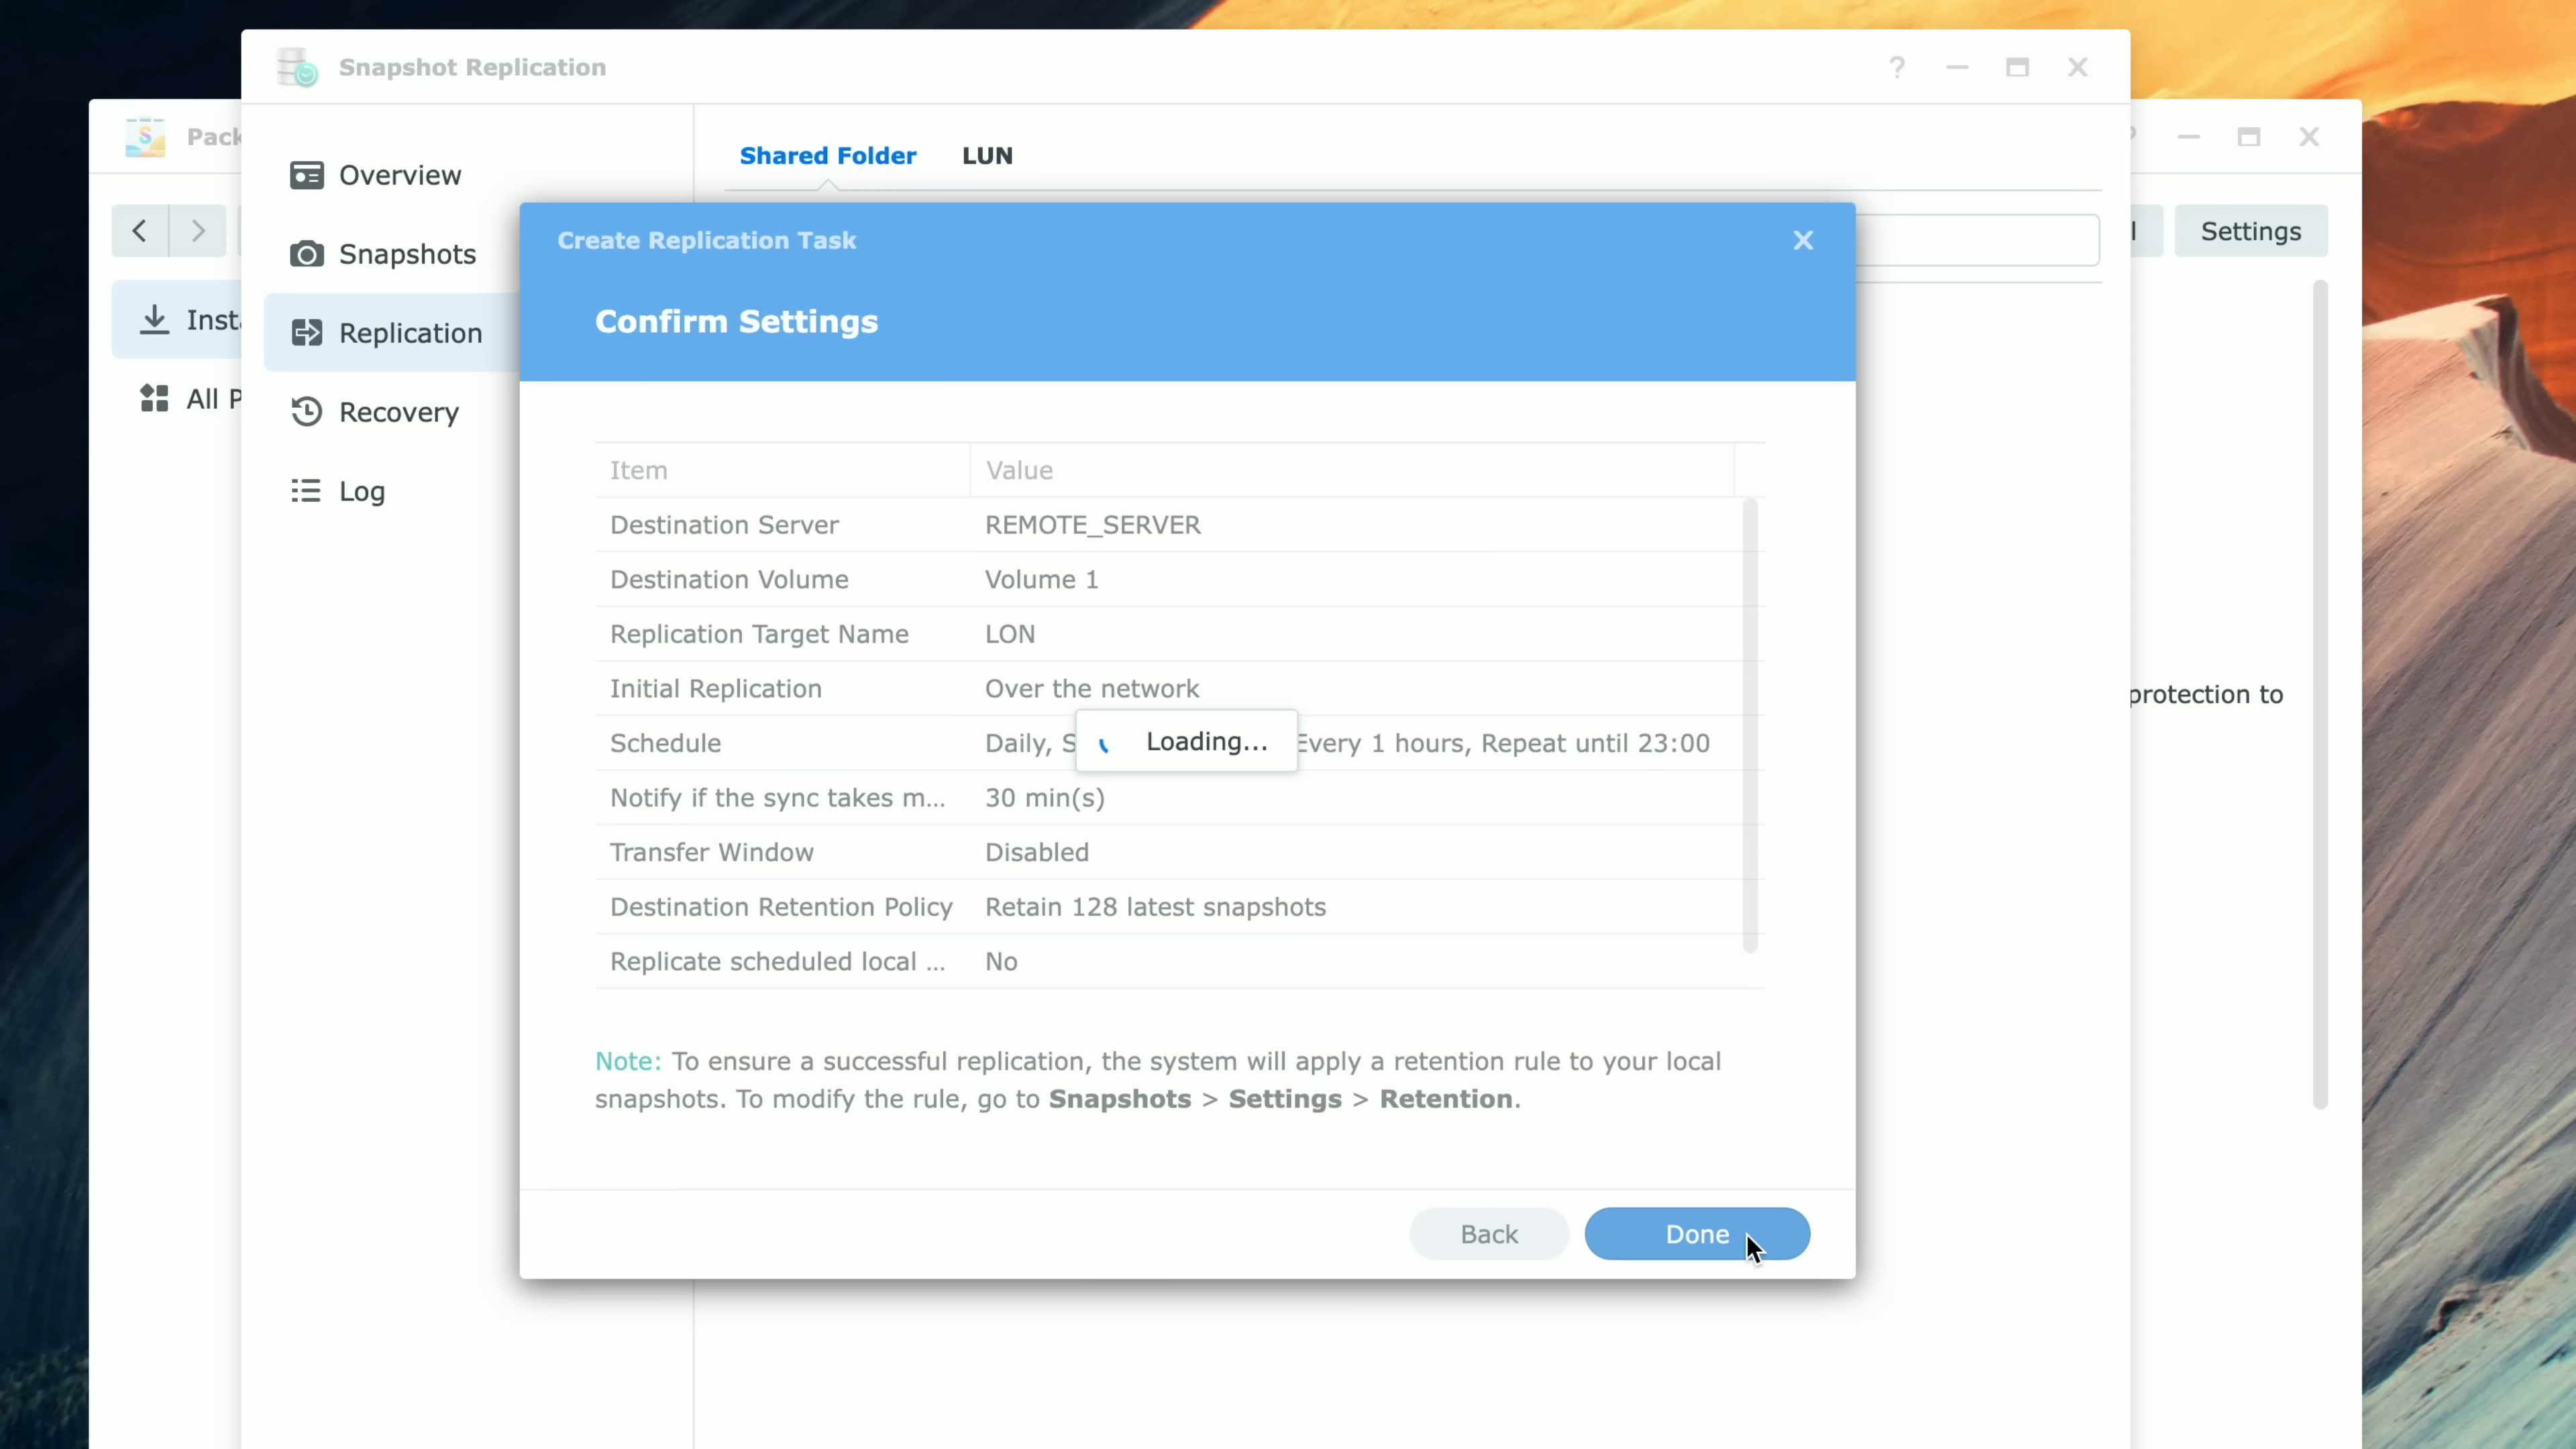 Snapshot Replication
?
Pack
Overview
Snapshots
Replication
Recovery
Log
Shared Folder LUN
Settings
Inst
All P
protection to
Create Replication Task
Confirm Settings
Item Value
Destination Server REMOTE_SERVER
Destination Volume Volume 1
Replication Target Name LON
Initial Replication Over the network
Schedule Daily, S Every 1 hours, Repeat until 23:00
Loading...
Notify if the sync takes m... 30 min(s)
Transfer Window Disabled
Destination Retention Policy Retain 128 latest snapshots
Replicate scheduled local ... No
Note: To ensure a successful replication, the system will apply a retention rule to your local
snapshots. To modify the rule, go to Snapshots > Settings > Retention.
Back Done